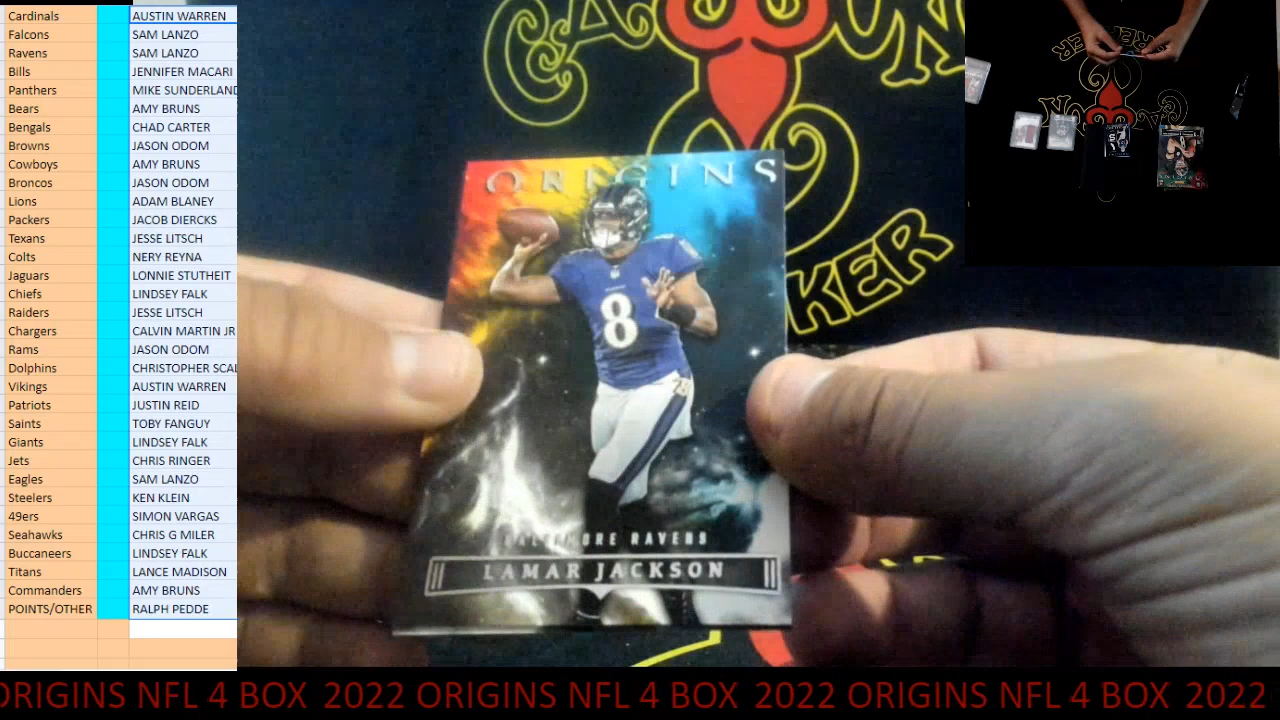 Cardinals AUSTIN WARREN
Falcons SAM LANZO
Ravens SAM LANZO
Bills JENNIFER MACARI
Panthers MIKE SUNDERLAND
Bears AMY BRUNS
Bengals CHAD CARTER
Browns JASON ODOM
Cowboys AMY BRUNS
Broncos JASON ODOM
Lions ADAM BLANEY
Packers JACOB DIERCKS
Texans JESSE LITSCH
Colts NERY REYNA
Jaguars LONNIE STUTHEIT
Chiefs LINDSEY FALK
Raiders JESSE LITSCH
Chargers CALVIN MARTIN JR
Rams JASON ODOM
Dolphins CHRISTOPHER SCAL
Vikings AUSTIN WARREN
Patriots JUSTIN REID
Saints TOBY FANGUY
Giants LINDSEY FALK
Jets CHRIS RINGER
Eagles SAM LANZO
Steelers KEN KLEIN
49ers SIMON VARGAS
Seahawks CHRIS G MILER
Buccaneers LINDSEY FALK
Titans LANCE MADISON
Commanders AMY BRUNS
POINTS/OTHER RALPH PEDDE
ORIGINS
8
BALTIMORE RAVENS
LAMAR JACKSON
KER
ORIGINS NFL 4 BOX 2022 ORIGINS NFL 4 BOX 2022 ORIGINS NFL 4 BOX 2022